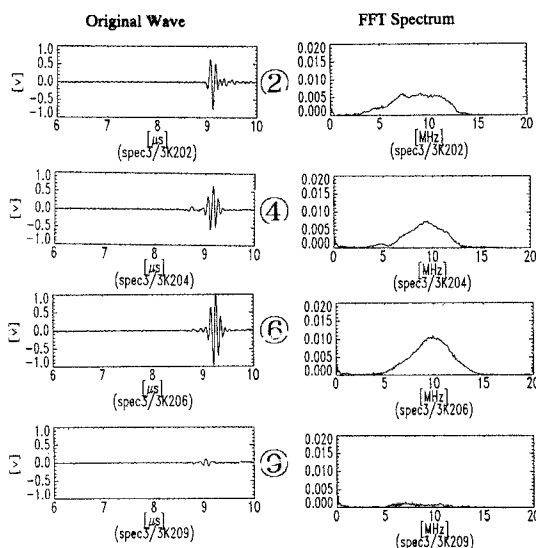 Original Wave FFT Spectrum
[v]
1.0
0.5
0.0
-0.5
-1.0
6 7 8 9 10
[µs]
(spec3/3K202)
②
0.020
0.015
0.010
0.005
0.000
0 5 10 15 20
[MHz]
(spec3/3K202)
[v]
1.0
0.5
0.0
-0.5
-1.0
6 7 8 9 10
[µs]
(spec3/3K204)
④
0.020
0.015
0.010
0.005
0.000
0 5 10 15 20
[MHz]
(spec3/3K204)
[v]
1.0
0.5
0.0
-0.5
-1.0
6 7 8 9 10
[µs]
(spec3/3K206)
⑥
0.020
0.015
0.010
0.005
0.000
0 5 10 15 20
[MHz]
(spec3/3K206)
[v]
1.0
0.5
0.0
-0.5
-1.0
6 7 8 9 10
[µs]
(spec3/3K209)
⑨
0.020
0.015
0.010
0.005
0.000
0 5 10 15 20
[MHz]
(spec3/3K209)